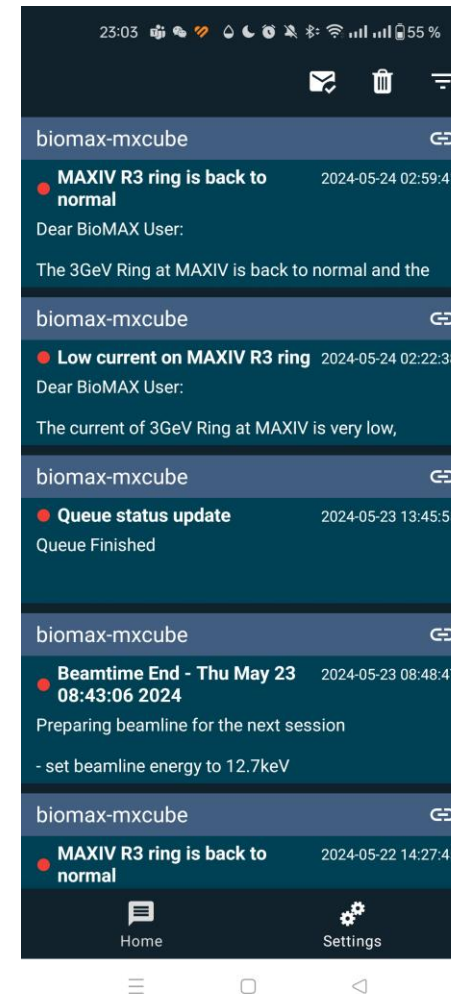 23:03 55 %
biomax-mxcube
MAXIV R3 ring is back to normal 2024-05-24 02:59:4
Dear BioMAX User:
The 3GeV Ring at MAXIV is back to normal and the
biomax-mxcube
Low current on MAXIV R3 ring 2024-05-24 02:22:3
Dear BioMAX User:
The current of 3GeV Ring at MAXIV is very low,
biomax-mxcube
Queue status update 2024-05-23 13:45:5
Queue Finished
biomax-mxcube
Beamtime End - Thu May 23 2024-05-23 08:48:4
08:43:06 2024
Preparing beamline for the next session
- set beamline energy to 12.7keV
biomax-mxcube
MAXIV R3 ring is back to 2024-05-22 14:27:4
normal
Home Settings